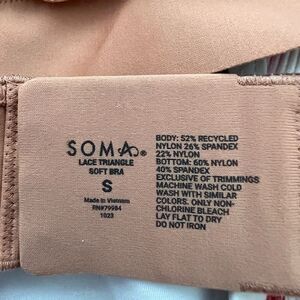 SOMA®
LACE TRIANGLE
SOFT BRA
S
Made in Vietnam
RN#79984
1023
BODY: 52% RECYCLED
NYLON 26% SPANDEX
22% NYLON
BOTTOM: 60% NYLON
40% SPANDEX
EXCLUSIVE OF TRIMMINGS
MACHINE WASH COLD
WASH WITH SIMILAR
COLORS. ONLY NON-
CHLORINE BLEACH
LAY FLAT TO DRY
DO NOT IRON